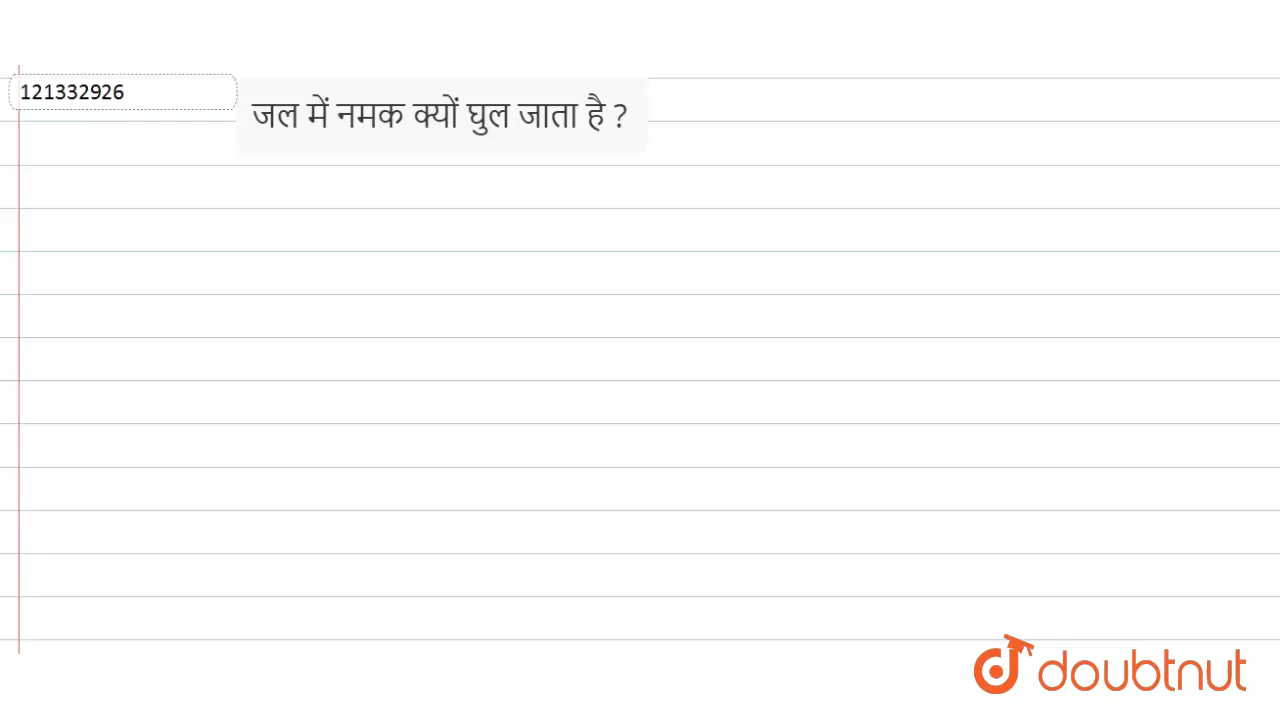 121332926
जल में नमक क्यों घुल जाता है ?
doubtnut